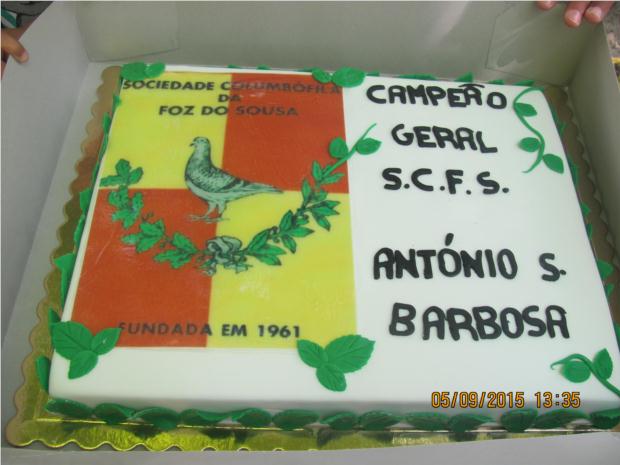 SOCIEDADE COLUMBÓFILA
DA
FOZ DO SOUSA
FUNDADA EM 1961
CAMPEÃO
GERAL
S.C.F.S.
ANTÓNIO S.
BARBOSA
05/09/2015 13:35